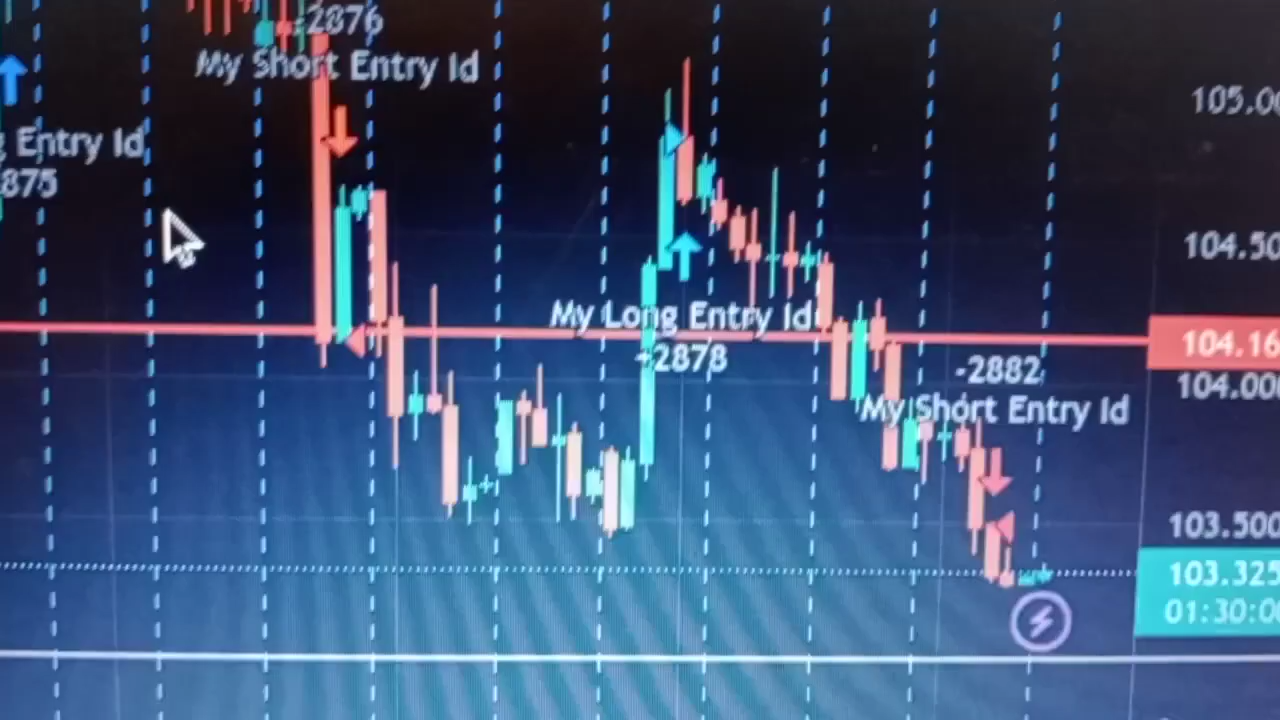 -2876
My Short Entry Id
Entry Id
875
My Long Entry Id
+2878
-2882
My Short Entry Id
105.00
104.50
104.16
104.00
103.500
103.325
01:30:00